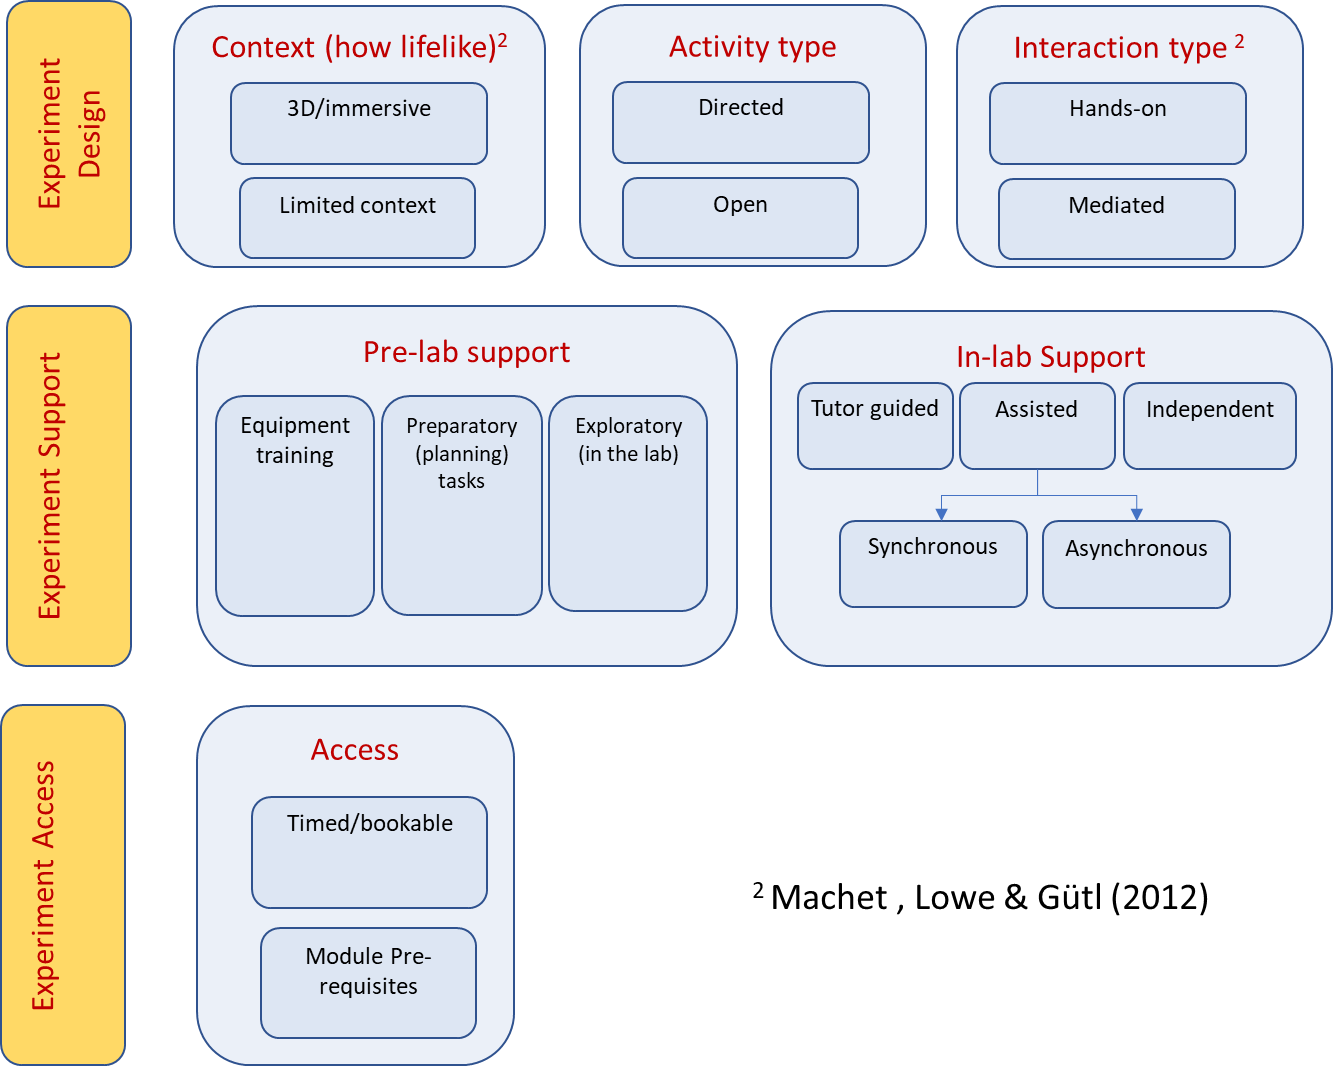 Experiment
Design
Context (how lifelike)²
3D/immersive
Limited context
Activity type
Directed
Open
Interaction type ²
Hands-on
Mediated
Experiment Support
Pre-lab support
Equipment
training
Preparatory
(planning)
tasks
Exploratory
(in the lab)
In-lab Support
Tutor guided
Assisted
Independent
Synchronous
Asynchronous
Experiment Access
Access
Timed/bookable
Module Pre-
requisites
² Machet , Lowe & Gütl (2012)